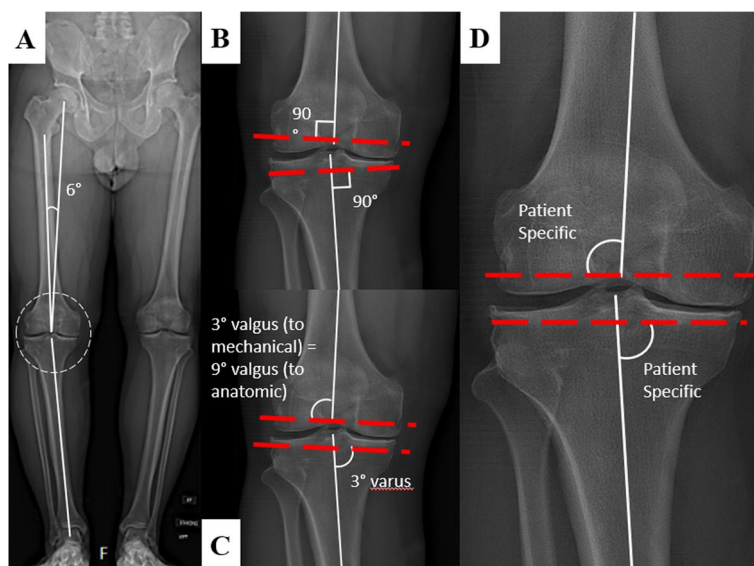 A
6°
F
B
90
°
90°
3° valgus (to
mechanical) =
9° valgus (to
anatomic)
3° varus
C
D
Patient
Specific
Patient
Specific